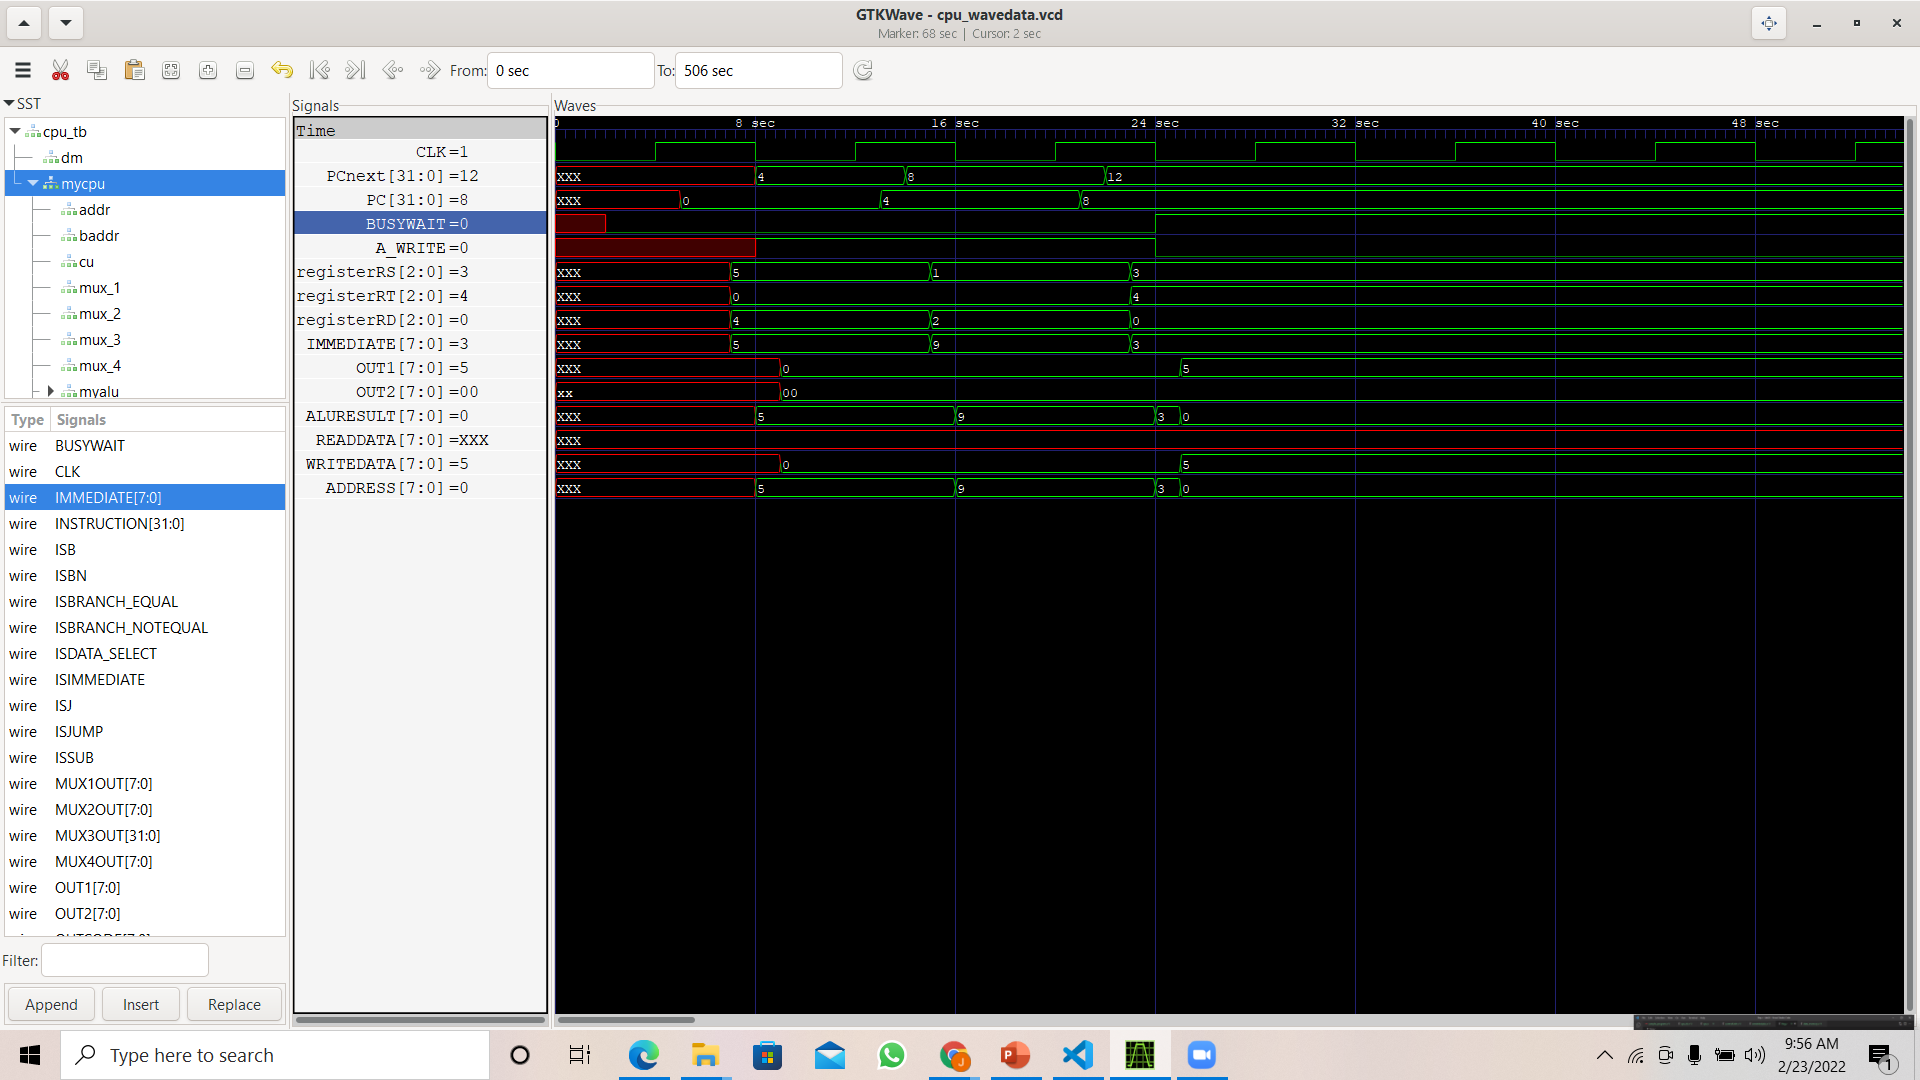 GTKWave - cpu_wavedata.vcd
Marker: 68 sec | Cursor: 2 sec
From: 0 sec To: 506 sec
SST
cpu_tb
dm
mycpu
addr
baddr
cu
mux_1
mux_2
mux_3
mux_4
myalu
Type Signals
wire BUSYWAIT
wire CLK
wire IMMEDIATE[7:0]
wire INSTRUCTION[31:0]
wire ISB
wire ISBN
wire ISBRANCH_EQUAL
wire ISBRANCH_NOTEQUAL
wire ISDATA_SELECT
wire ISIMMEDIATE
wire ISJ
wire ISJUMP
wire ISSUB
wire MUX1OUT[7:0]
wire MUX2OUT[7:0]
wire MUX3OUT[31:0]
wire MUX4OUT[7:0]
wire OUT1[7:0]
wire OUT2[7:0]
Filter:
Append Insert Replace
Signals
Time
CLK=1
PCnext[31:0]=12
PC[31:0]=8
BUSYWAIT=0
A_WRITE=0
registerRS[2:0]=3
registerRT[2:0]=4
registerRD[2:0]=0
IMMEDIATE[7:0]=3
OUT1[7:0]=5
OUT2[7:0]=00
ALURESULT[7:0]=0
READDATA[7:0]=XXX
WRITEDATA[7:0]=5
ADDRESS[7:0]=0
Waves
0 8 sec 16 sec 24 sec 32 sec 40 sec 48 sec
XXX 4 8 12
XXX 0 4 8
XXX 5 1 3
XXX 0 4
XXX 4 2 0
XXX 5 9 3
XXX 0 5
xx 00
XXX 5 9 3 0
XXX
XXX 0 5
XXX 5 9 3 0
Type here to search
9:56 AM
2/23/2022
1